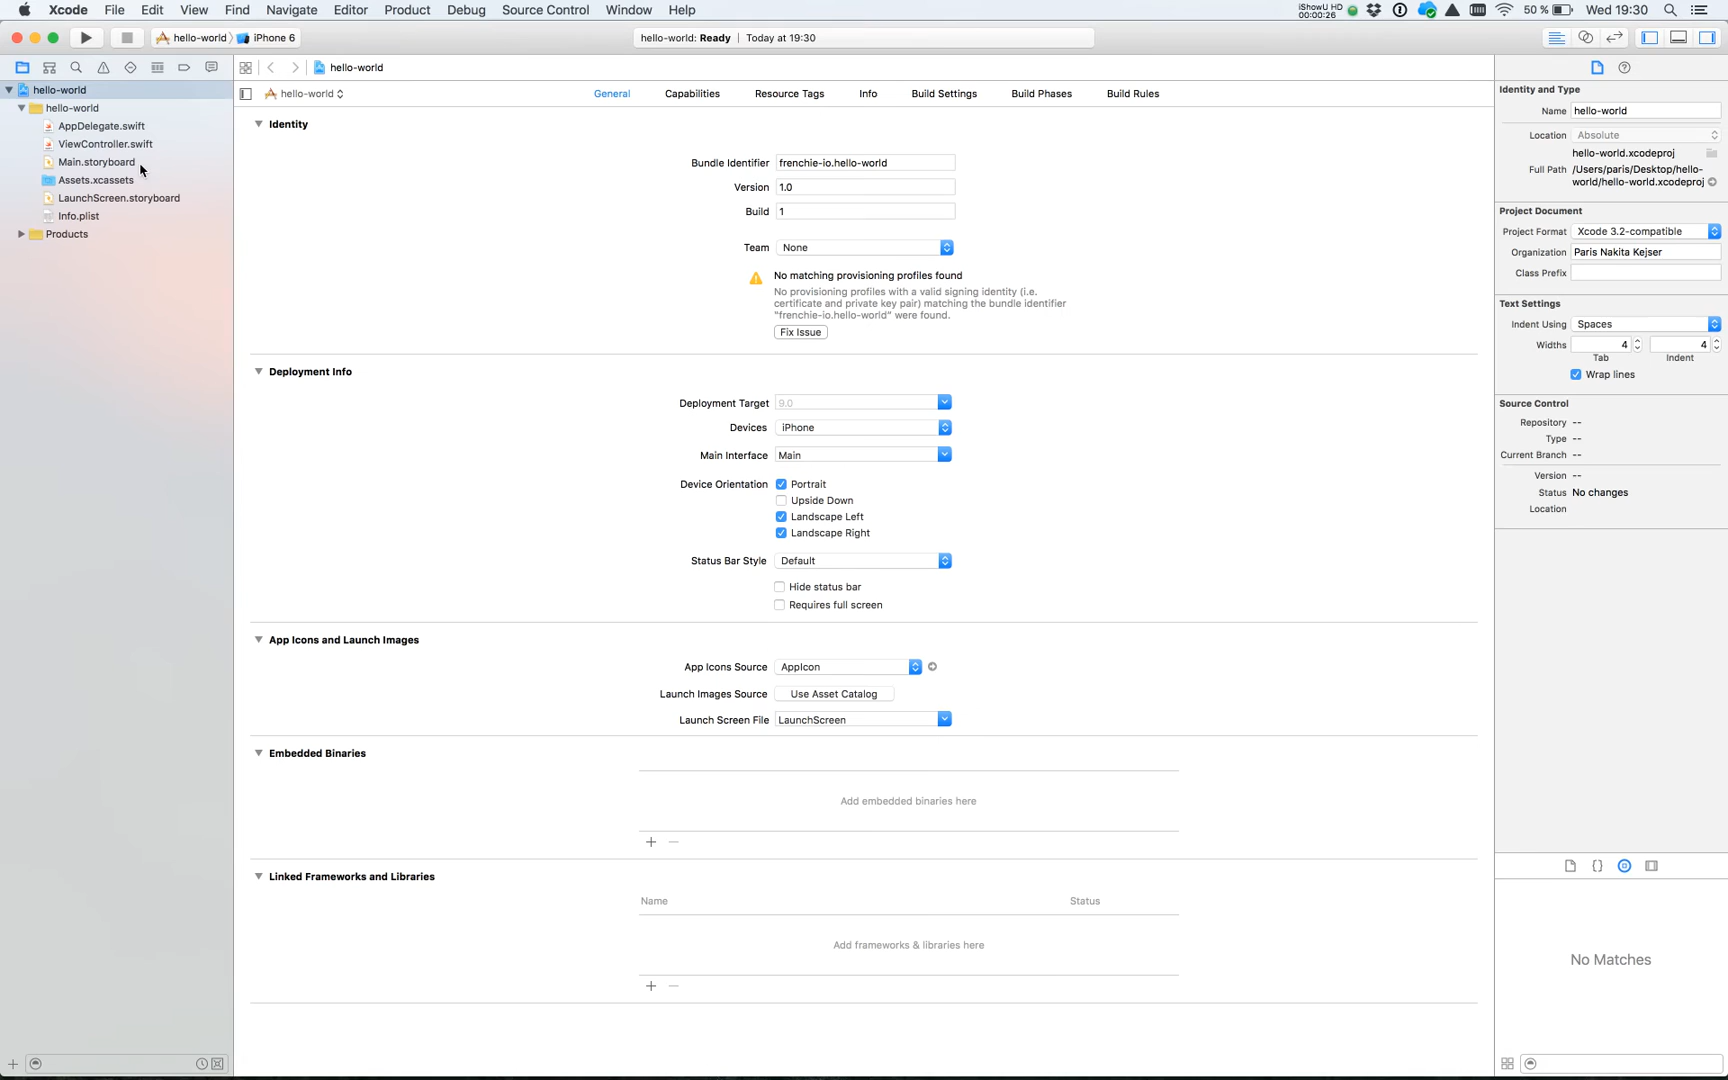 Xcode File Edit View Find Navigate Editor Product Debug Source Control Window Help
iShowU HD
00:00:26
50 % Wed 19:30
hello-world iPhone 6
hello-world: Ready Today at 19:30
hello-world
hello-world
AppDelegate.swift
ViewController.swift
Main.storyboard
Assets.xcassets
LaunchScreen.storyboard
Info.plist
Products
hello-world
hello-world General Capabilities Resource Tags Info Build Settings Build Phases Build Rules
Identity
Bundle Identifier frenchie-io.hello-world
Version 1.0
Build 1
Team None
No matching provisioning profiles found
No provisioning profiles with a valid signing identity (i.e.
certificate and private key pair) matching the bundle identifier
“frenchie-io.hello-world” were found.
Fix Issue
Deployment Info
Deployment Target 9.0
Devices iPhone
Main Interface Main
Device Orientation Portrait
Upside Down
Landscape Left
Landscape Right
Status Bar Style Default
Hide status bar
Requires full screen
App Icons and Launch Images
App Icons Source AppIcon
Launch Images Source Use Asset Catalog
Launch Screen File LaunchScreen
Embedded Binaries
Add embedded binaries here
+ −
Linked Frameworks and Libraries
Name Status
Add frameworks & libraries here
+ −
Identity and Type
Name hello-world
Location Absolute
hello-world.xcodeproj
Full Path /Users/paris/Desktop/hello-
world/hello-world.xcodeproj
Project Document
Project Format Xcode 3.2-compatible
Organization Paris Nakita Kejser
Class Prefix
Text Settings
Indent Using Spaces
Widths 4 4
Tab Indent
Wrap lines
Source Control
Repository --
Type --
Current Branch --
Version --
Status No changes
Location
{ }
No Matches